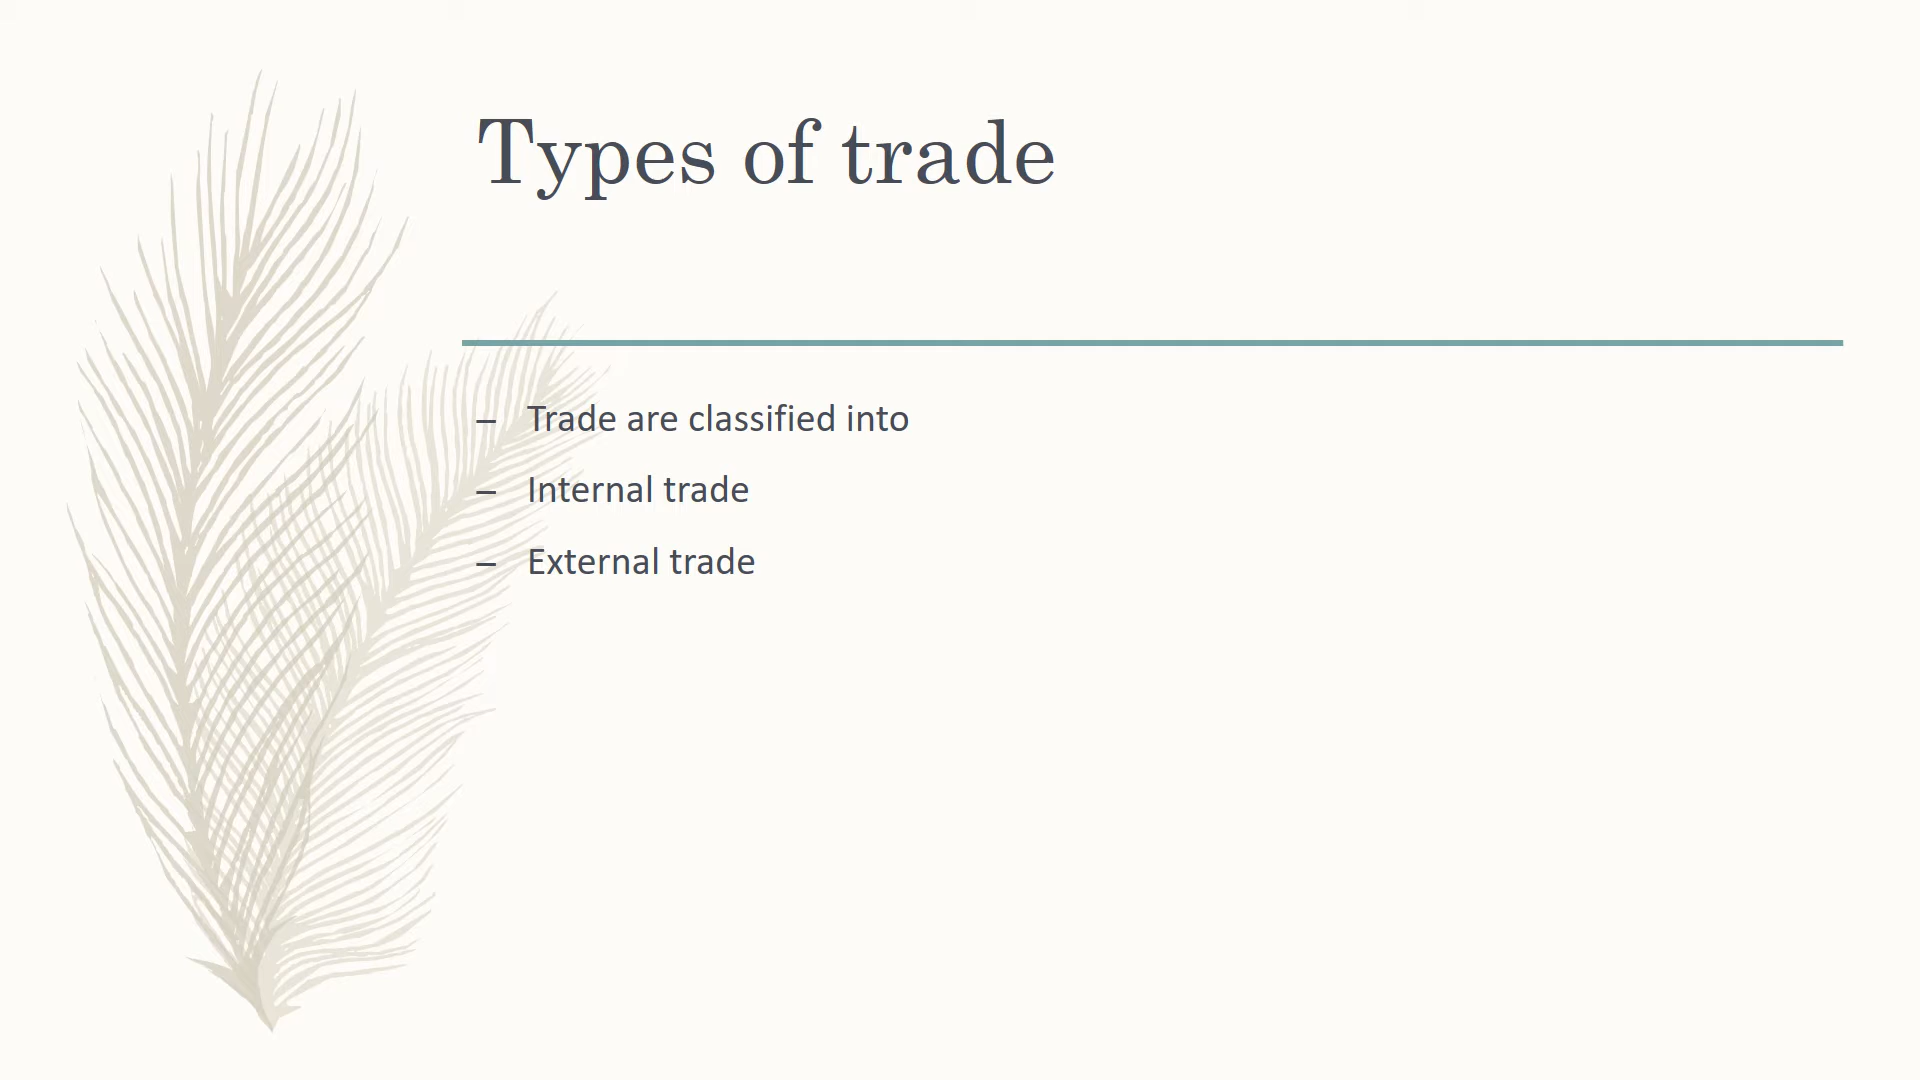 Types of trade
– Trade are classified into
– Internal trade
– External trade